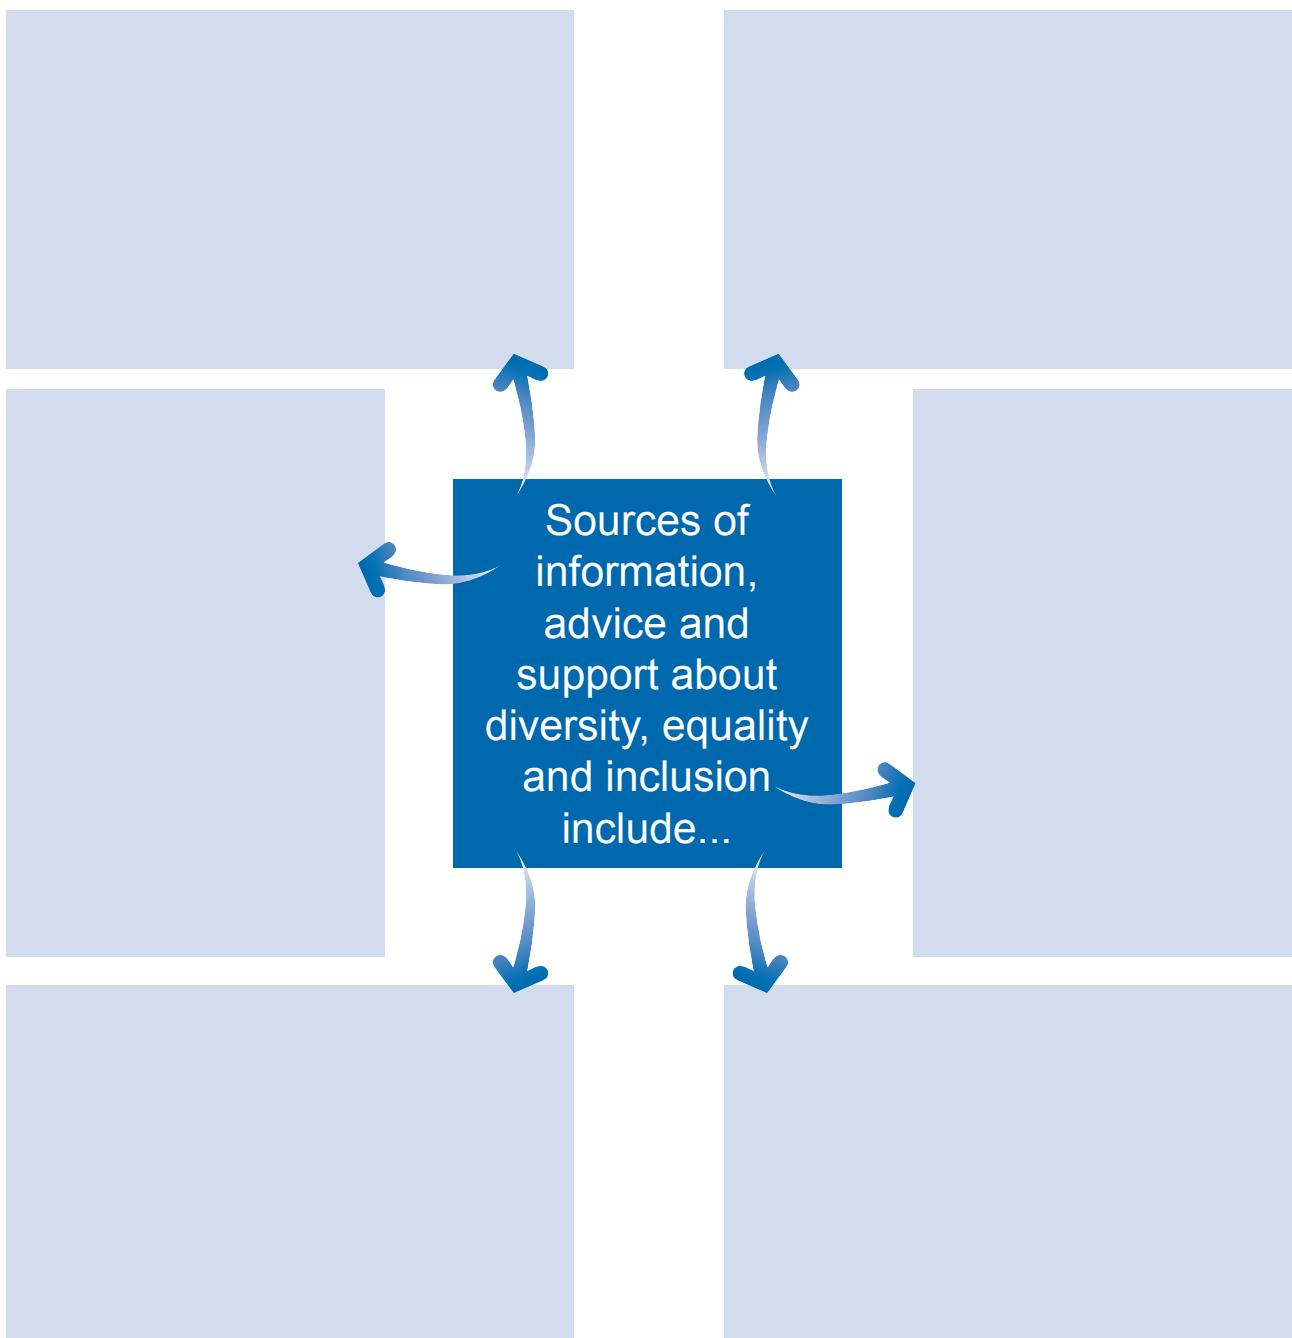 Sources of
information,
advice and
support about
diversity, equality
and inclusion
include...